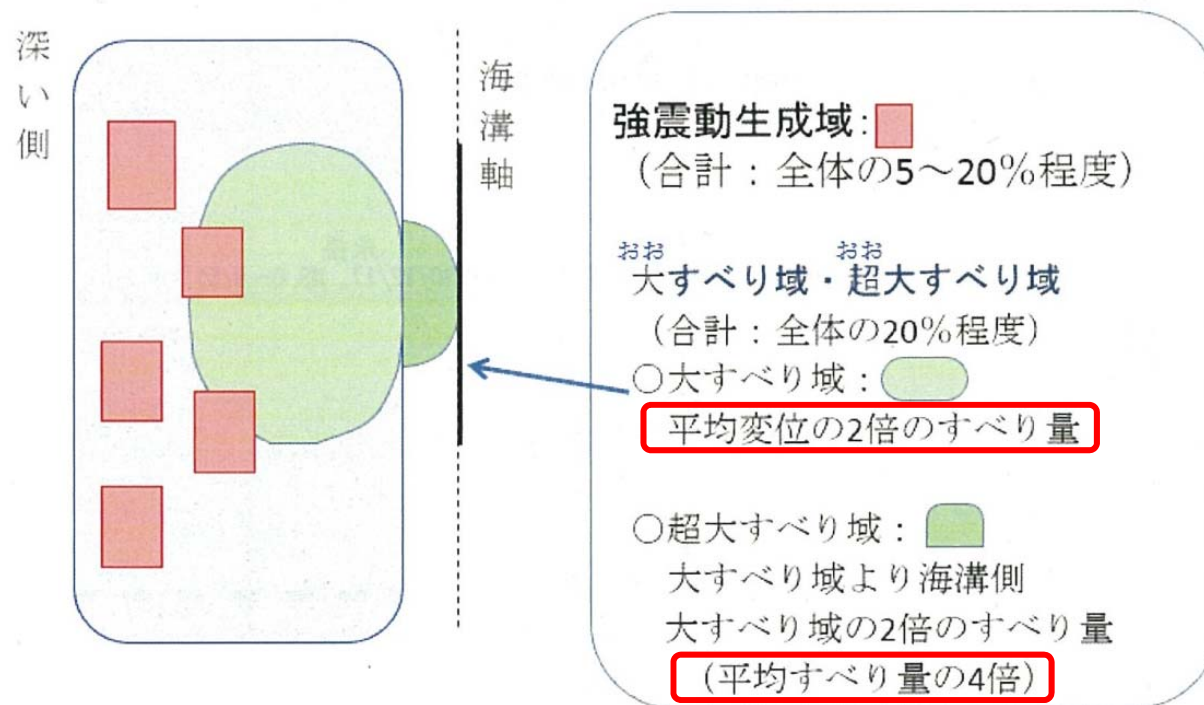 深い側
海溝軸
強震動生成域:
（合計：全体の5～20％程度）
おお　おお
大すべり域・超大すべり域
（合計：全体の20％程度）
○大すべり域：
平均変位の2倍のすべり量
○超大すべり域：
大すべり域より海溝側
大すべり域の2倍のすべり量
（平均すべり量の4倍）